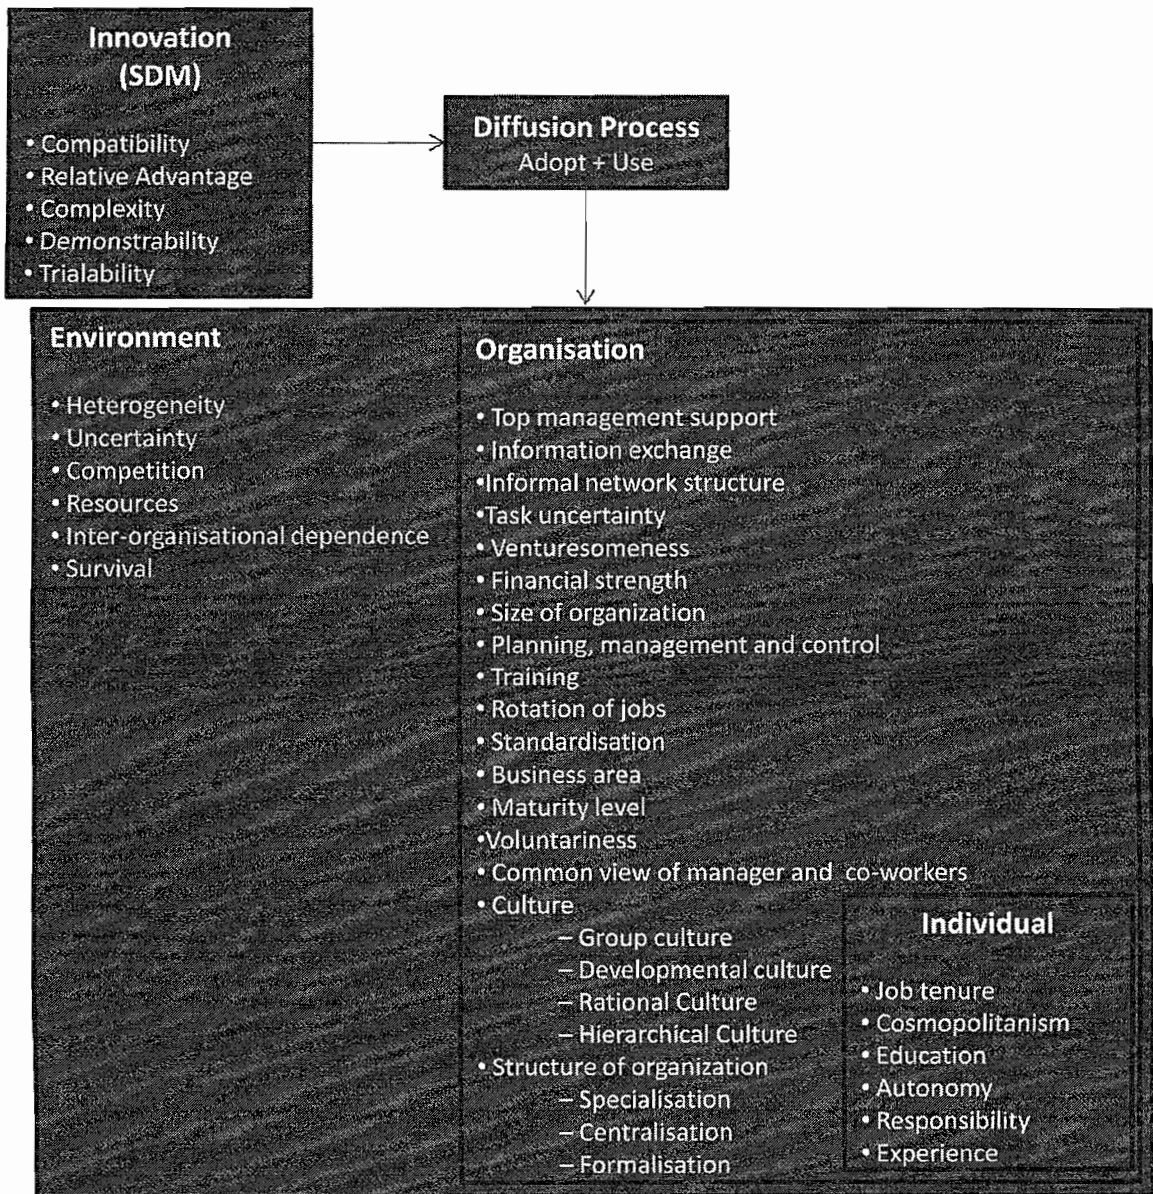 Innovation
(SDM)
• Compatibility
• Relative Advantage
• Complexity
• Demonstrability
• Trialability
Diffusion Process
Adopt + Use
Environment
• Heterogeneity
• Uncertainty
• Competition
• Resources
• Inter-organisational dependence
• Survival
Organisation
• Top management support
• Information exchange
•Informal network structure
•Task uncertainty
• Venturesomeness
• Financial strength
• Size of organization
• Planning, management and control
• Training
• Rotation of jobs
• Standardisation
• Business area
• Maturity level
•Voluntariness
• Common view of manager and co-workers
• Culture
– Group culture
– Developmental culture
– Rational Culture
– Hierarchical Culture
• Structure of organization
– Specialisation
– Centralisation
– Formalisation
Individual
• Job tenure
• Cosmopolitanism
• Education
• Autonomy
• Responsibility
• Experience